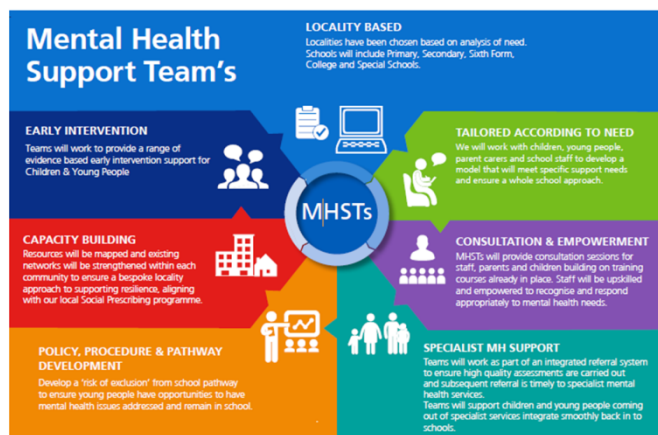 Mental Health
Support Team's
LOCALITY BASED
Localities have been chosen based on analysis of need.
Schools will include Primary, Secondary, Sixth Form,
College and Special Schools.
EARLY INTERVENTION
Teams will work to provide a range of
evidence based early intervention support for
Children & Young People
TAILORED ACCORDING TO NEED
We will work with children, young people,
parent carers and school staff to develop a
model that will meet specific support needs
and ensure a whole school approach.
MHSTs
CAPACITY BUILDING
Resources will be mapped and existing
networks will be strengthened within each
community to ensure a bespoke locality
approach to supporting resilience, aligning
with our local Social Prescribing programme.
CONSULTATION & EMPOWERMENT
MHSTs will provide consultation sessions for
staff, parents and children building on training
courses already in place. Staff will be upskilled
and empowered to recognise and respond
appropriately to mental health needs.
POLICY, PROCEDURE & PATHWAY
DEVELOPMENT
Develop a 'risk of exclusion' from school pathway
to ensure young people have opportunities to have
mental health issues addressed and remain in school.
SPECIALIST MH SUPPORT
Teams will work as part of an integrated referral system
to ensure high quality assessments are carried out
and subsequent referral is timely to specialist mental
health services.
Teams will support children and young people coming
out of specialist services integrate smoothly back in to
schools.